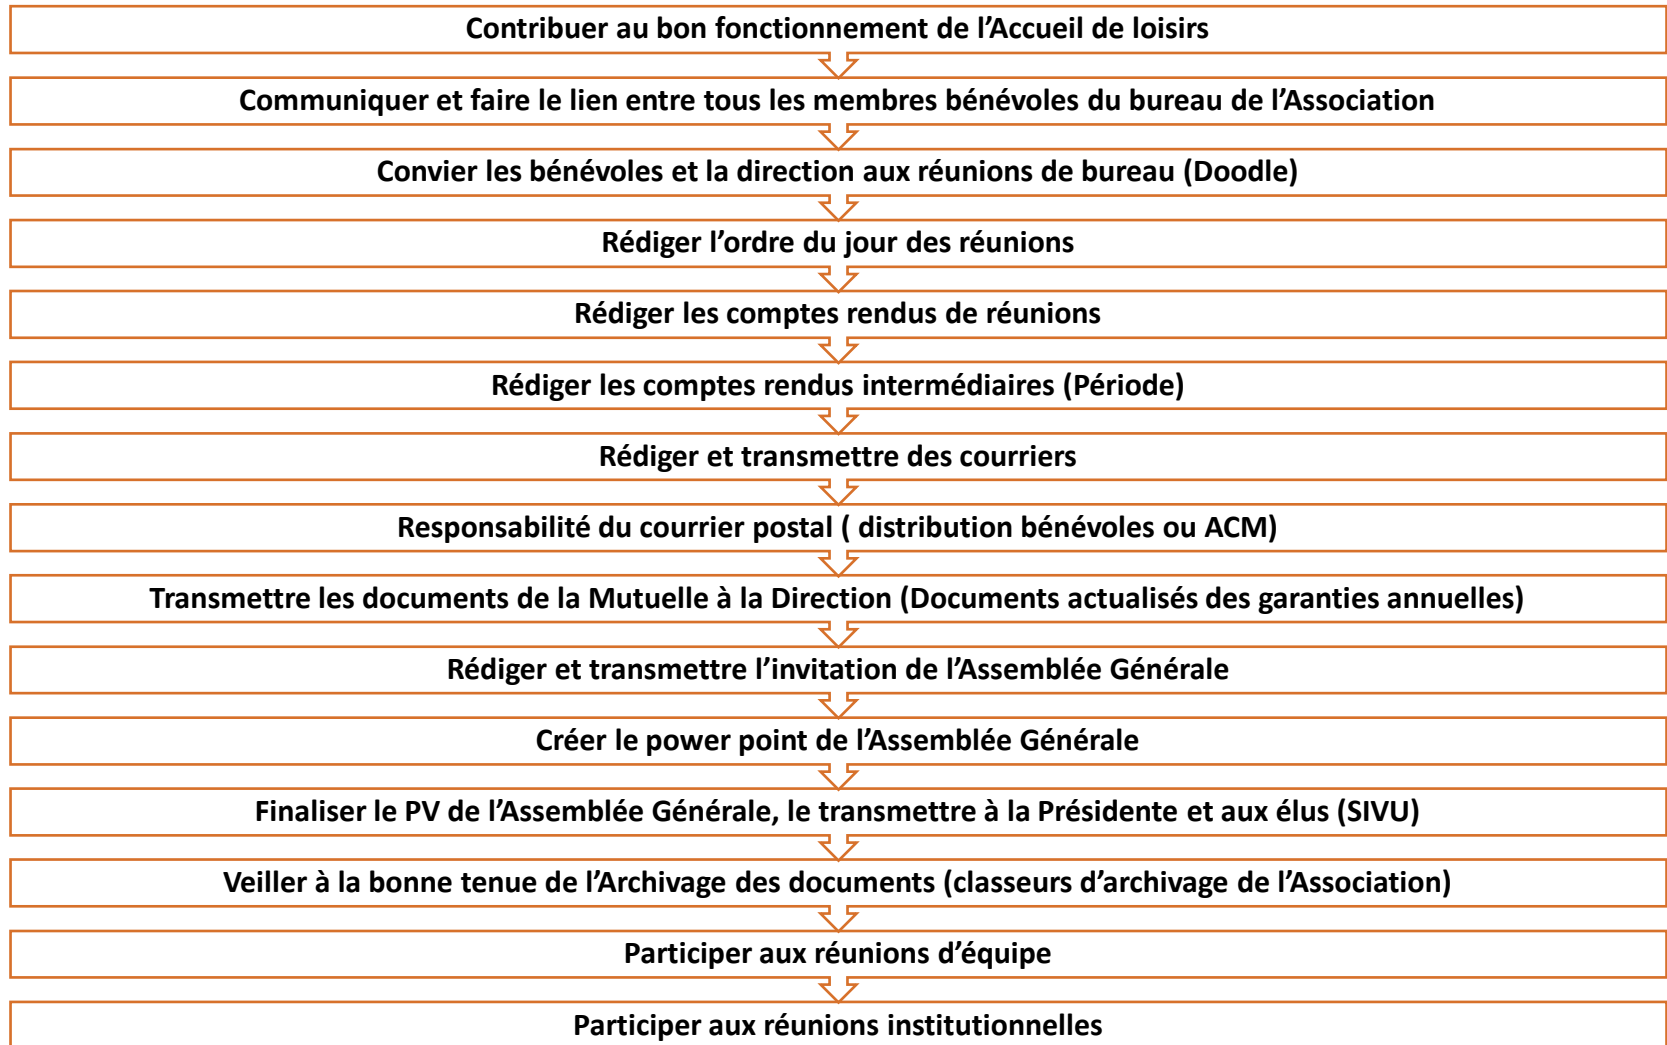 Contribuer au bon fonctionnement de l’Accueil de loisirs
Communiquer et faire le lien entre tous les membres bénévoles du bureau de l’Association
Convier les bénévoles et la direction aux réunions de bureau (Doodle)
Rédiger l’ordre du jour des réunions
Rédiger les comptes rendus de réunions
Rédiger les comptes rendus intermédiaires (Période)
Rédiger et transmettre des courriers
Responsabilité du courrier postal ( distribution bénévoles ou ACM)
Transmettre les documents de la Mutuelle à la Direction (Documents actualisés des garanties annuelles)
Rédiger et transmettre l’invitation de l’Assemblée Générale
Créer le power point de l’Assemblée Générale
Finaliser le PV de l’Assemblée Générale, le transmettre à la Présidente et aux élus (SIVU)
Veiller à la bonne tenue de l’Archivage des documents (classeurs d’archivage de l’Association)
Participer aux réunions d’équipe
Participer aux réunions institutionnelles